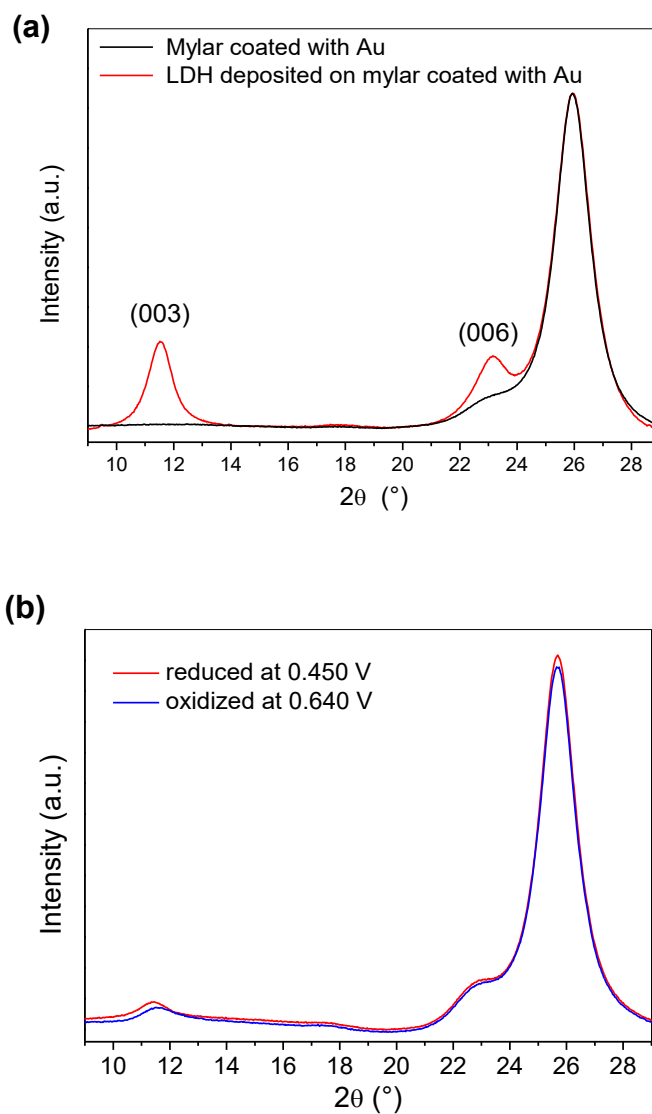 (a)
Mylar coated with Au
LDH deposited on mylar coated with Au
Intensity (a.u.)
(003)
(006)
10 12 14 16 18 20 22 24 26 28
2θ (°)
(b)
reduced at 0.450 V
oxidized at 0.640 V
Intensity (a.u.)
10 12 14 16 18 20 22 24 26 28
2θ (°)